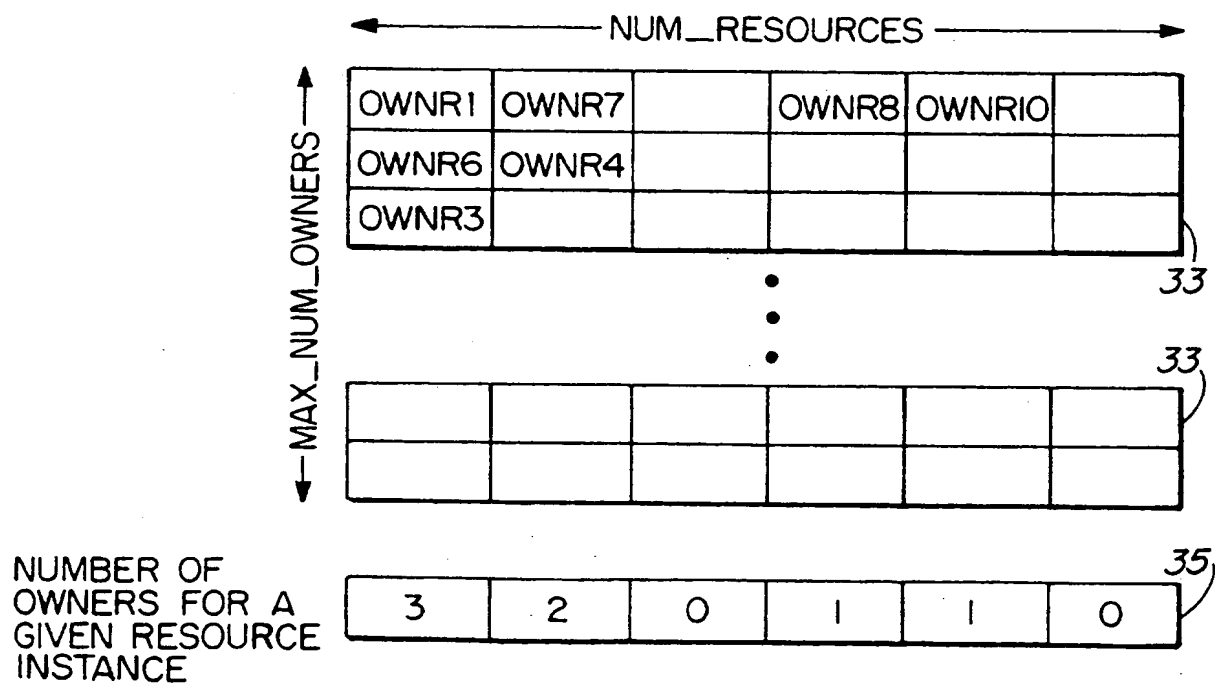 NUM_RESOURCES
MAX_NUM_OWNERS
OWNR1 OWNR7 OWNR8 OWNR10
OWNR6 OWNR4
OWNR3
33
33
NUMBER OF
OWNERS FOR A
GIVEN RESOURCE
INSTANCE
3 2 0 1 1 0
35